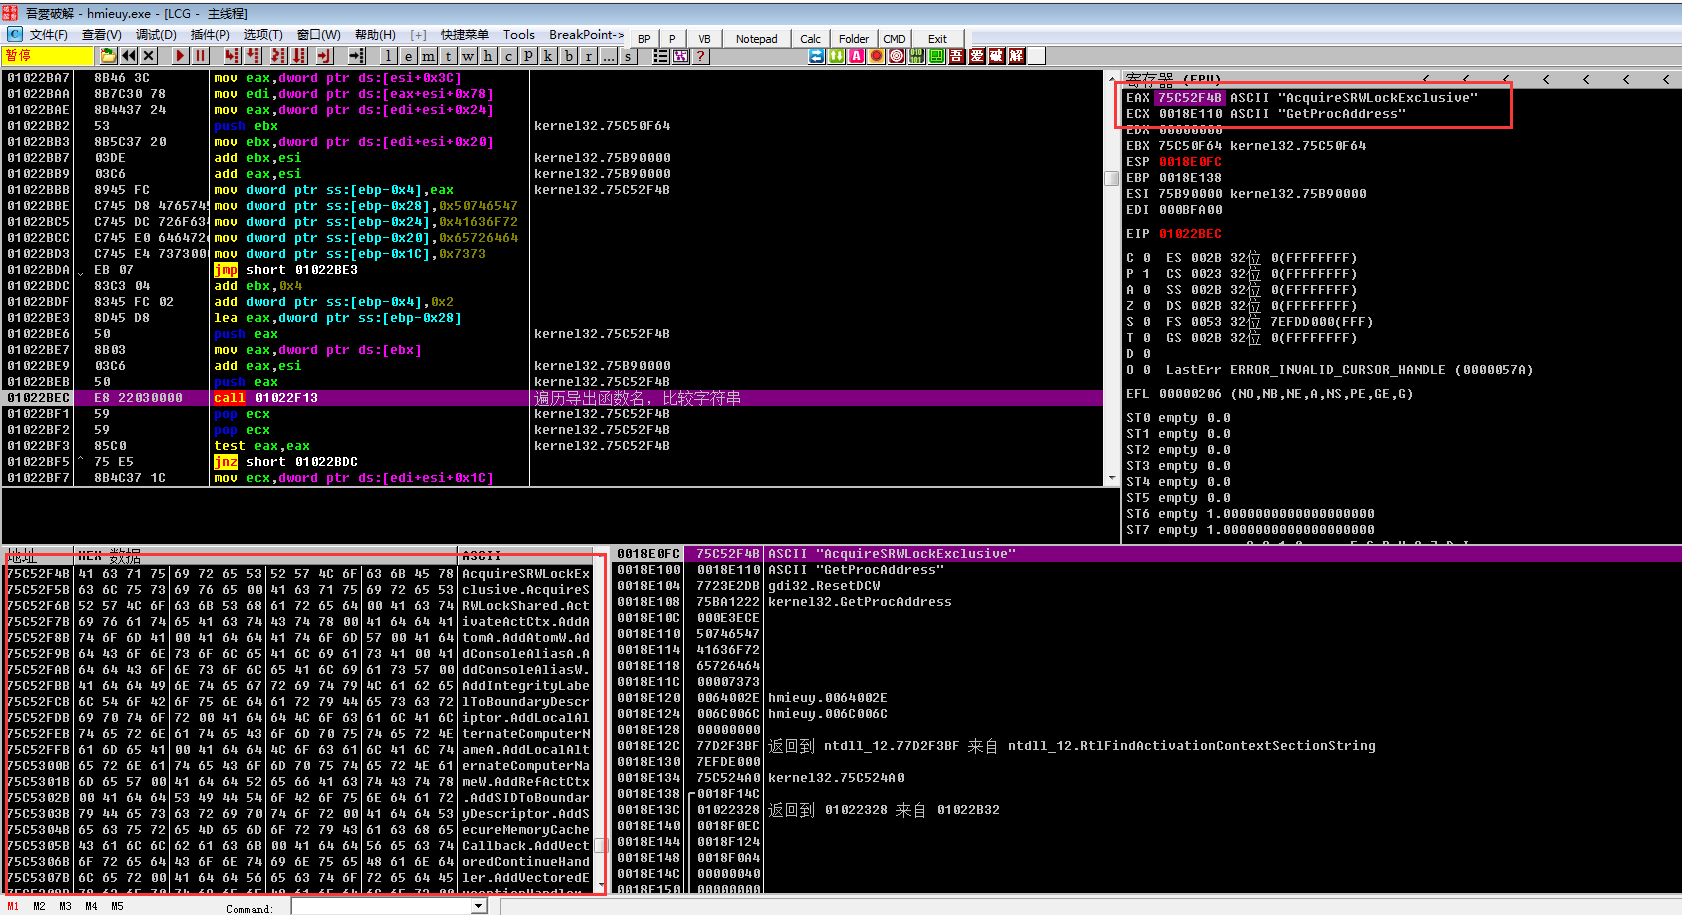 吾爱破解 - hmieuy.exe - [LCG - 主线程]
文件(F) 查看(V) 调试(D) 插件(P) 选项(T) 窗口(W) 帮助(H) [+] 快捷菜单 Tools BreakPoint-> BP P VB Notepad Calc Folder CMD Exit
暂停 l e m t w h c p k b r ... s
01022BA7 8B46 3C mov eax,dword ptr ds:[esi+0x3C]
01022BAA 8B7C30 78 mov edi,dword ptr ds:[eax+esi+0x78]
01022BAE 8B4437 24 mov eax,dword ptr ds:[edi+esi+0x24]
01022BB2 53 push ebx kernel32.75C50F64
01022BB3 8B5C37 20 mov ebx,dword ptr ds:[edi+esi+0x20]
01022BB7 03DE add ebx,esi kernel32.75B90000
01022BB9 03C6 add eax,esi kernel32.75B90000
01022BBB 8945 FC mov dword ptr ss:[ebp-0x4],eax kernel32.75C52F4B
01022BBE C745 D8 4765745 mov dword ptr ss:[ebp-0x28],0x50746547
01022BC5 C745 DC 726F634 mov dword ptr ss:[ebp-0x24],0x41636F72
01022BCC C745 E0 6464726 mov dword ptr ss:[ebp-0x20],0x65726464
01022BD3 C745 E4 7373000 mov dword ptr ss:[ebp-0x1C],0x7373
01022BDA EB 07 jmp short 01022BE3
01022BDC 83C3 04 add ebx,0x4
01022BDF 8345 FC 02 add dword ptr ss:[ebp-0x4],0x2
01022BE3 8D45 D8 lea eax,dword ptr ss:[ebp-0x28]
01022BE6 50 push eax kernel32.75C52F4B
01022BE7 8B03 mov eax,dword ptr ds:[ebx]
01022BE9 03C6 add eax,esi kernel32.75B90000
01022BEB 50 push eax kernel32.75C52F4B
01022BEC E8 22030000 call 01022F13 遍历导出函数名，比较字符串
01022BF1 59 pop ecx kernel32.75C52F4B
01022BF2 59 pop ecx kernel32.75C52F4B
01022BF3 85C0 test eax,eax kernel32.75C52F4B
01022BF5 75 E5 jnz short 01022BDC
01022BF7 8B4C37 1C mov ecx,dword ptr ds:[edi+esi+0x1C]
寄存器 (FPU) < < < < < < <
EAX 75C52F4B ASCII "AcquireSRWLockExclusive"
ECX 0018E110 ASCII "GetProcAddress"
EDX 00000000
EBX 75C50F64 kernel32.75C50F64
ESP 0018E0FC
EBP 0018E138
ESI 75B90000 kernel32.75B90000
EDI 000BFA00
EIP 01022BEC
C 0 ES 002B 32位 0(FFFFFFFF)
P 1 CS 0023 32位 0(FFFFFFFF)
A 0 SS 002B 32位 0(FFFFFFFF)
Z 0 DS 002B 32位 0(FFFFFFFF)
S 0 FS 0053 32位 7EFDD000(FFF)
T 0 GS 002B 32位 0(FFFFFFFF)
D 0
O 0 LastErr ERROR_INVALID_CURSOR_HANDLE (0000057A)
EFL 00000206 (NO,NB,NE,A,NS,PE,GE,G)
ST0 empty 0.0
ST1 empty 0.0
ST2 empty 0.0
ST3 empty 0.0
ST4 empty 0.0
ST5 empty 0.0
ST6 empty 1.0000000000000000000
ST7 empty 1.0000000000000000000
地址 HEX 数据 ASCII
75C52F4B 41 63 71 75 69 72 65 53 52 57 4C 6F 63 6B 45 78 AcquireSRWLockEx
75C52F5B 63 6C 75 73 69 76 65 00 41 63 71 75 69 72 65 53 clusive.AcquireS
75C52F6B 52 57 4C 6F 63 6B 53 68 61 72 65 64 00 41 63 74 RWLockShared.Act
75C52F7B 69 76 61 74 65 41 63 74 43 74 78 00 41 64 64 41 ivateActCtx.AddA
75C52F8B 74 6F 6D 41 00 41 64 64 41 74 6F 6D 57 00 41 64 tomA.AddAtomW.Ad
75C52F9B 64 43 6F 6E 73 6F 6C 65 41 6C 69 61 73 41 00 41 dConsoleAliasA.A
75C52FAB 64 64 43 6F 6E 73 6F 6C 65 41 6C 69 61 73 57 00 ddConsoleAliasW.
75C52FBB 41 64 64 49 6E 74 65 67 72 69 74 79 4C 61 62 65 AddIntegrityLabe
75C52FCB 6C 54 6F 42 6F 75 6E 64 61 72 79 44 65 73 63 72 lToBoundaryDescr
75C52FDB 69 70 74 6F 72 00 41 64 64 4C 6F 63 61 6C 41 6C iptor.AddLocalAl
75C52FEB 74 65 72 6E 61 74 65 43 6F 6D 70 75 74 65 72 4E ternateComputerN
75C52FFB 61 6D 65 41 00 41 64 64 4C 6F 63 61 6C 41 6C 74 ameA.AddLocalAlt
75C5300B 65 72 6E 61 74 65 43 6F 6D 70 75 74 65 72 4E 61 ernateComputerNa
75C5301B 6D 65 57 00 41 64 64 52 65 66 41 63 74 43 74 78 meW.AddRefActCtx
75C5302B 00 41 64 64 53 49 44 54 6F 42 6F 75 6E 64 61 72 .AddSIDToBoundar
75C5303B 79 44 65 73 63 72 69 70 74 6F 72 00 41 64 64 53 yDescriptor.AddS
75C5304B 65 63 75 72 65 4D 65 6D 6F 72 79 43 61 63 68 65 ecureMemoryCache
75C5305B 43 61 6C 6C 62 61 63 6B 00 41 64 64 56 65 63 74 Callback.AddVect
75C5306B 6F 72 65 64 43 6F 6E 74 69 6E 75 65 48 61 6E 64 oredContinueHand
75C5307B 6C 65 72 00 41 64 64 56 65 63 74 6F 72 65 64 45 ler.AddVectoredE
0018E0FC 75C52F4B ASCII "AcquireSRWLockExclusive"
0018E100 0018E110 ASCII "GetProcAddress"
0018E104 7723E2DB gdi32.ResetDCW
0018E108 75BA1222 kernel32.GetProcAddress
0018E10C 000E3ECE
0018E110 50746547
0018E114 41636F72
0018E118 65726464
0018E11C 00007373
0018E120 0064002E hmieuy.0064002E
0018E124 006C006C hmieuy.006C006C
0018E128 00000000
0018E12C 77D2F3BF 返回到 ntdll_12.77D2F3BF 来自 ntdll_12.RtlFindActivationContextSectionString
0018E130 7EFDE000
0018E134 75C524A0 kernel32.75C524A0
0018E138 0018F14C
0018E13C 01022328 返回到 01022328 来自 01022B32
0018E140 0018F0EC
0018E144 0018F124
0018E148 0018F0A4
0018E14C 00000040
0018E150 00000000
M1 M2 M3 M4 M5 Command: